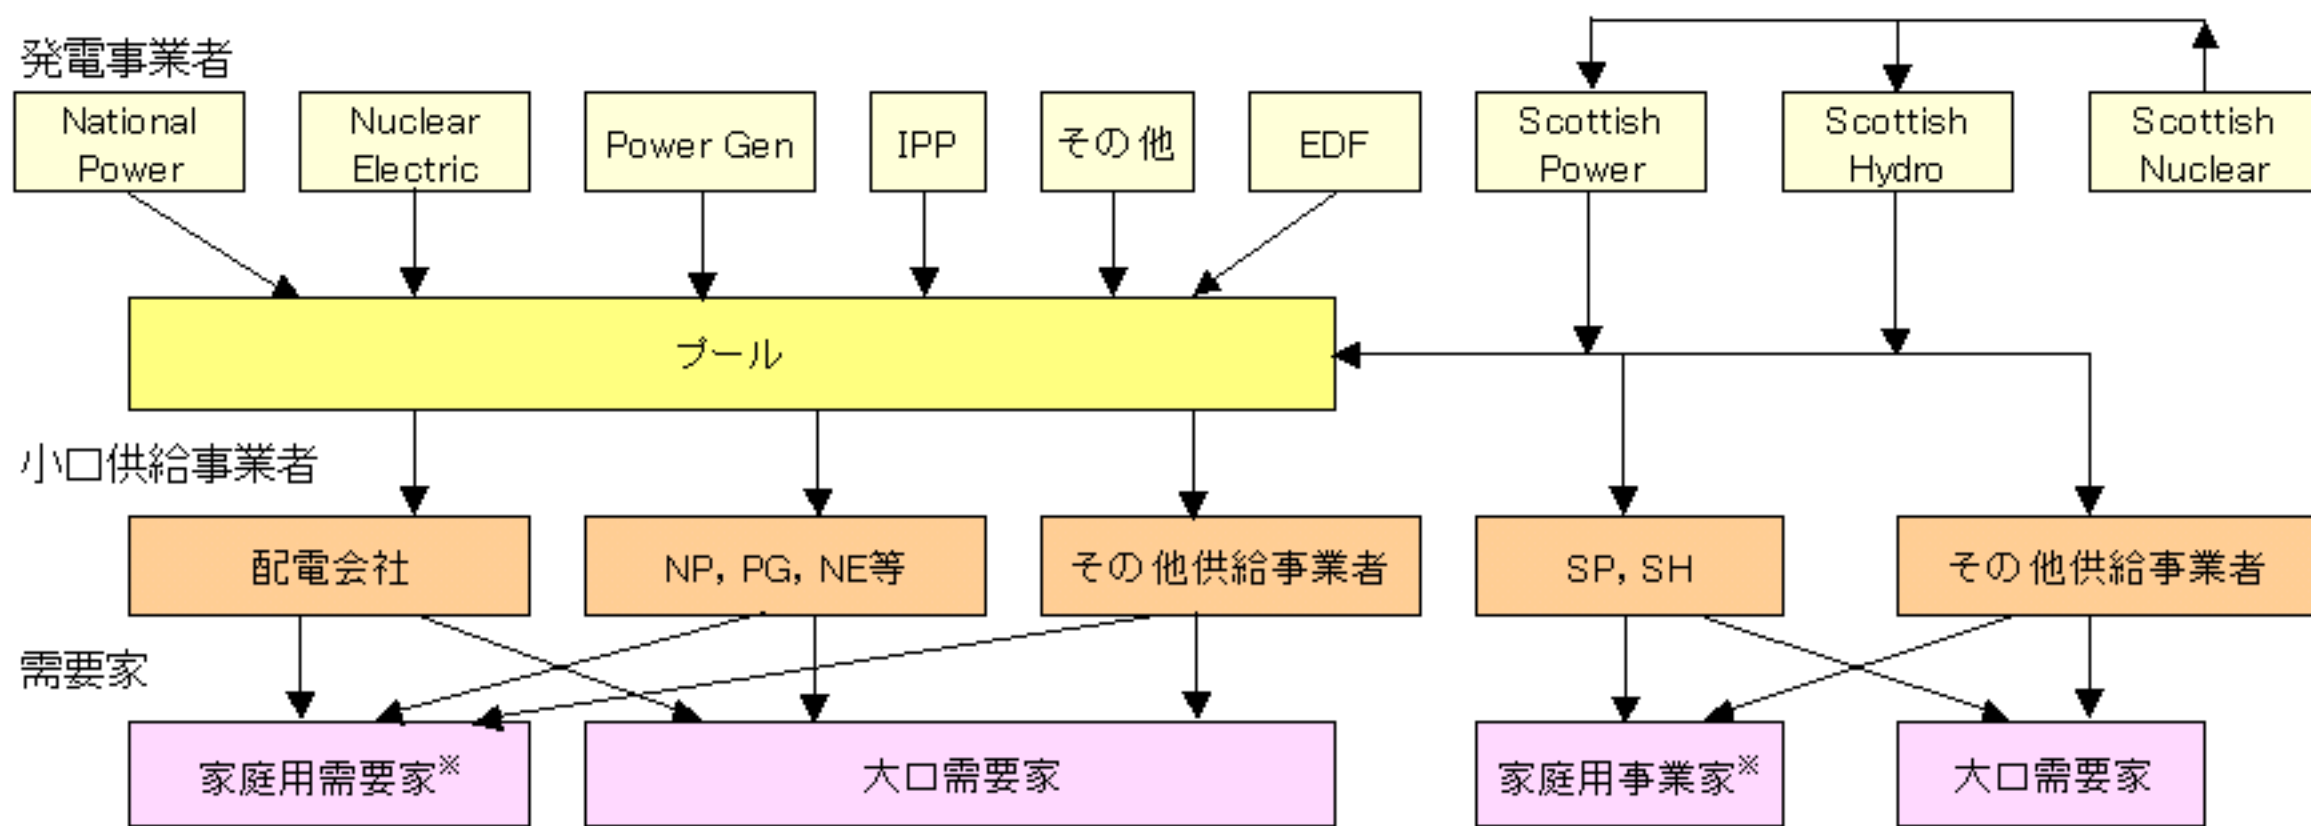 発電事業者
National
Power
Nuclear
Electric
Power Gen
IPP
その他
EDF
Scottish
Power
Scottish
Hydro
Scottish
Nuclear
プール
小口供給事業者
配電会社
NP, PG, NE等
その他供給事業者
SP, SH
その他供給事業者
需要家
家庭用需要家※
大口需要家
家庭用事業家※
大口需要家